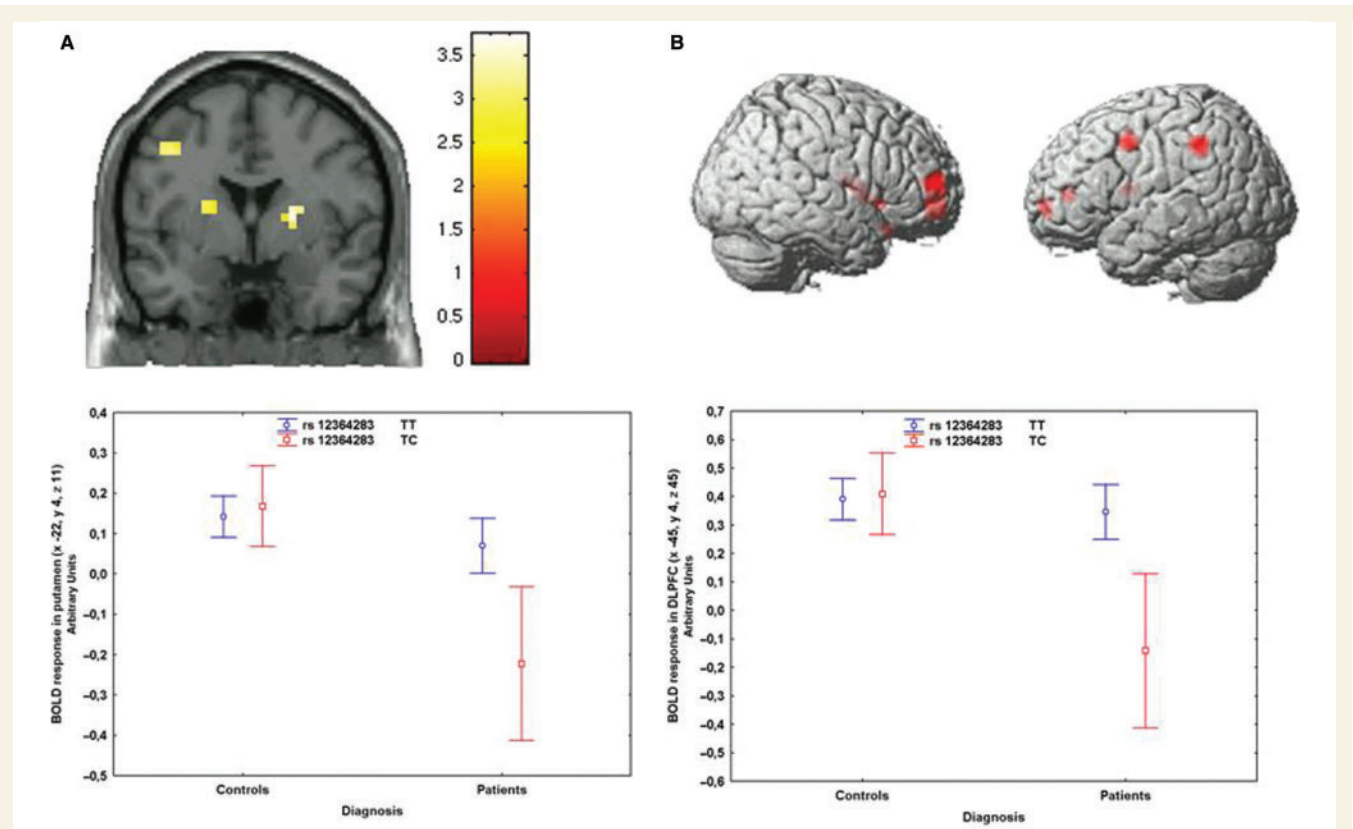 A
3.5
3
2.5
2
1.5
1
0.5
0
B
0,4
0,3
0,2
0,1
0,0
–0,1
–0,2
–0,3
–0,4
–0,5
BOLD response in putamen (x -22, y 4, z 11)
Arbitrary Units
rs 12364283 TT
rs 12364283 TC
Controls
Patients
Diagnosis
0,7
0,6
0,5
0,4
0,3
0,2
0,1
0,0
–0,1
–0,2
–0,3
–0,4
–0,5
–0,6
BOLD response in DLPFC (x -45, y 4, z 45)
Arbitrary Units
rs 12364283 TT
rs 12364283 TC
Controls
Patients
Diagnosis